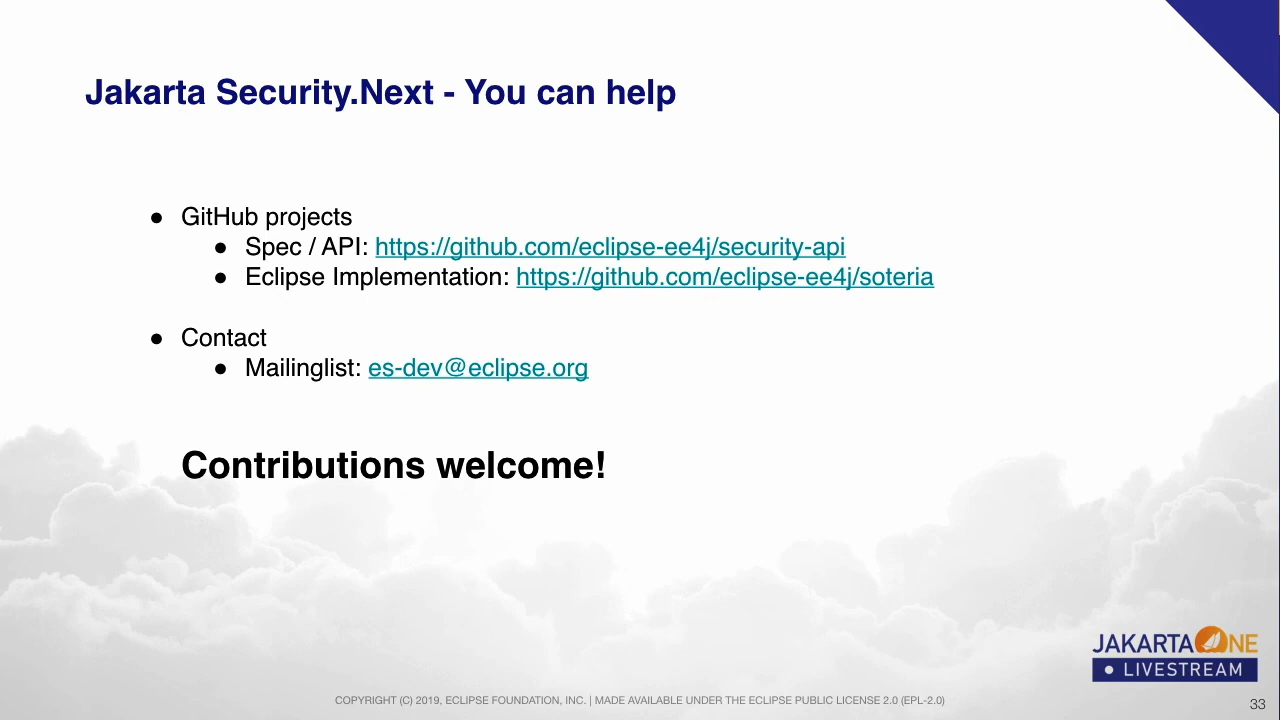 Jakarta Security.Next - You can help
● GitHub projects
● Spec / API: https://github.com/eclipse-ee4j/security-api
● Eclipse Implementation: https://github.com/eclipse-ee4j/soteria
● Contact
● Mailinglist: es-dev@eclipse.org
Contributions welcome!
JAKARTA ONE
● LIVESTREAM
COPYRIGHT (C) 2019, ECLIPSE FOUNDATION, INC. | MADE AVAILABLE UNDER THE ECLIPSE PUBLIC LICENSE 2.0 (EPL-2.0)
33